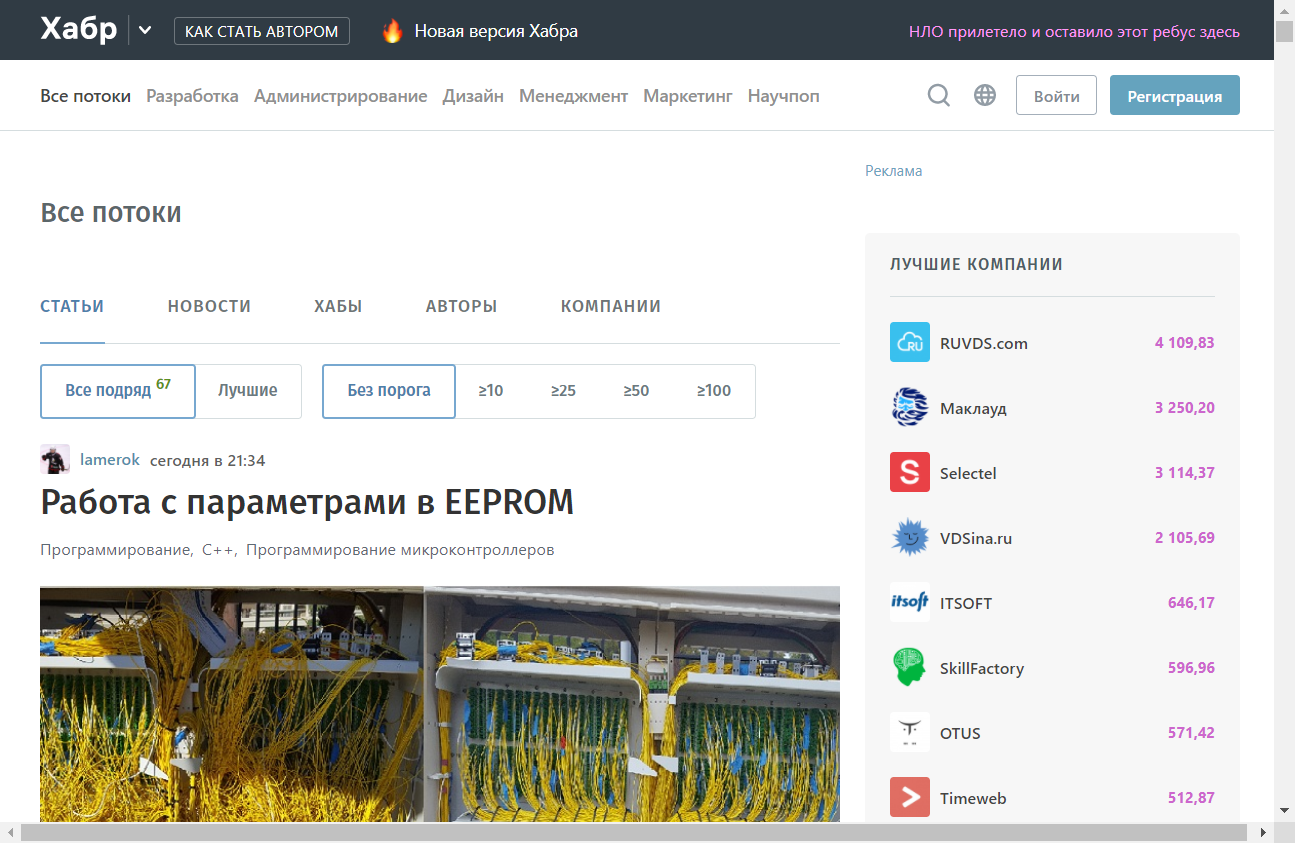 Хабр
КАК СТАТЬ АВТОРОМ
Новая версия Хабра
НЛО прилетело и оставило этот ребус здесь
Все потоки Разработка Администрирование Дизайн Менеджмент Маркетинг Научпоп
Войти
Регистрация
Реклама
Все потоки
СТАТЬИ НОВОСТИ ХАБЫ АВТОРЫ КОМПАНИИ
Все подряд 67 Лучшие Без порога ≥10 ≥25 ≥50 ≥100
lamerok сегодня в 21:34
Работа с параметрами в EEPROM
Программирование, C++, Программирование микроконтроллеров
ЛУЧШИЕ КОМПАНИИ
RU RUVDS.com 4 109,83
Маклауд 3 250,20
S Selectel 3 114,37
VDSina.ru 2 105,69
itsoft ITSOFT 646,17
SkillFactory 596,96
OTUS 571,42
Timeweb 512,87